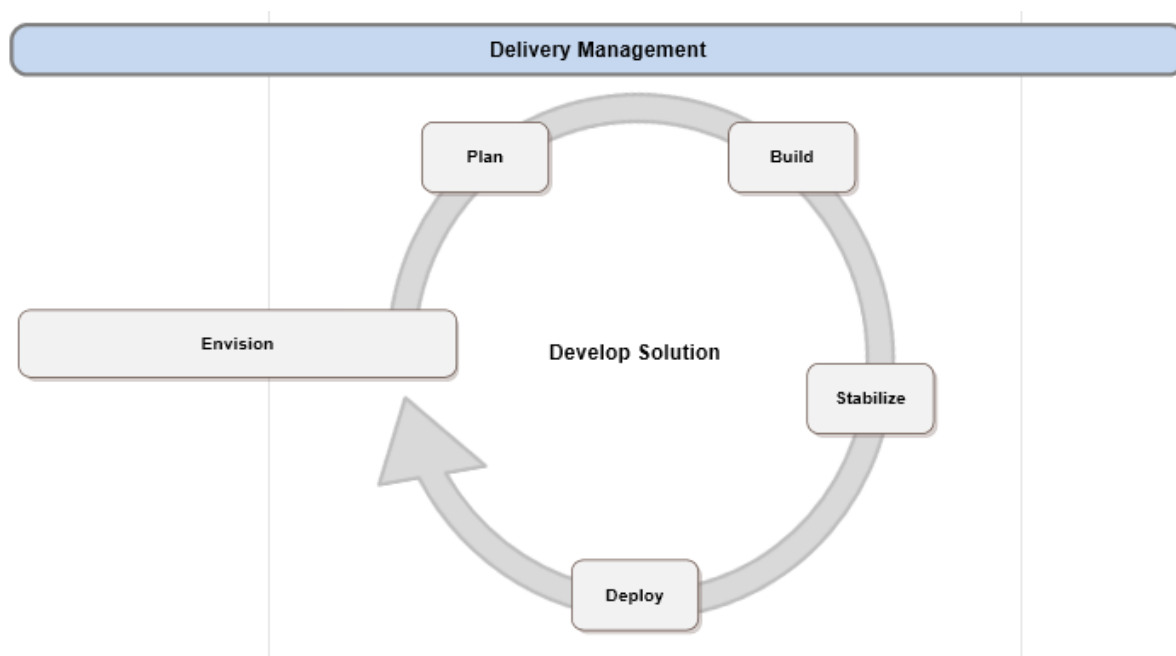 Delivery Management
Plan
Build
Envision
Develop Solution
Stabilize
Deploy